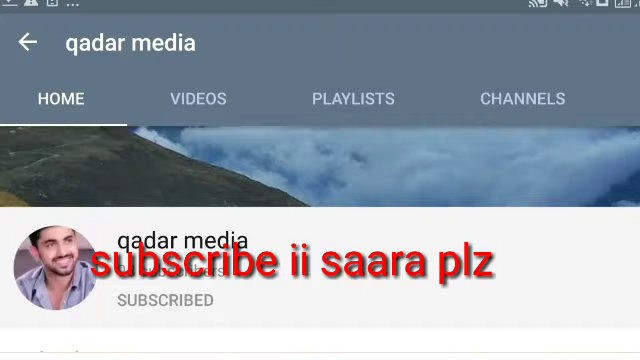 qadar media
HOME VIDEOS PLAYLISTS CHANNELS
qadar media
subscribe ii saara plz
SUBSCRIBED